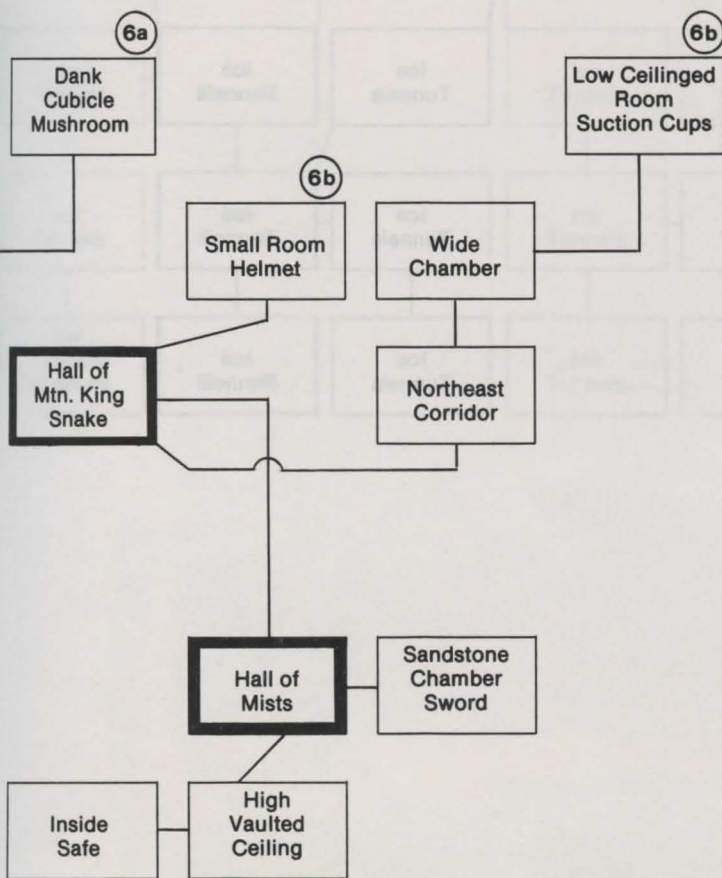 6a
Dank
Cubicle
Mushroom
6b
Low Ceilinged
Room
Suction Cups
6b
Small Room
Helmet
Wide
Chamber
Hall of
Mtn. King
Snake
Northeast
Corridor
Hall of
Mists
Sandstone
Chamber
Sword
Inside
Safe
High
Vaulted
Ceiling